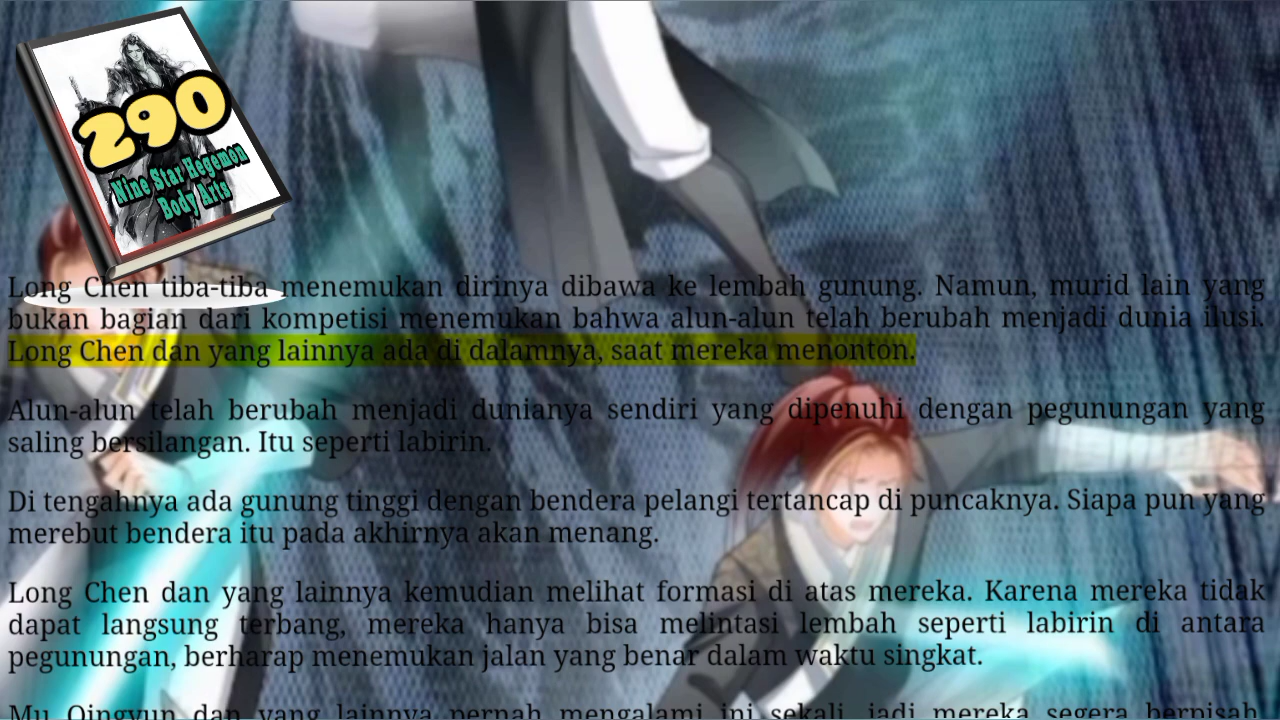 290
Nine Star Hegemon
Body Arts
Long Chen tiba-tiba menemukan dirinya dibawa ke lembah gunung. Namun, murid lain yang
bukan bagian dari kompetisi menemukan bahwa alun-alun telah berubah menjadi dunia ilusi.
Long Chen dan yang lainnya ada di dalamnya, saat mereka menonton.
Alun-alun telah berubah menjadi dunianya sendiri yang dipenuhi dengan pegunungan yang
saling bersilangan. Itu seperti labirin.
Di tengahnya ada gunung tinggi dengan bendera pelangi tertancap di puncaknya. Siapa pun yang
merebut bendera itu pada akhirnya akan menang.
Long Chen dan yang lainnya kemudian melihat formasi di atas mereka. Karena mereka tidak
dapat langsung terbang, mereka hanya bisa melintasi lembah seperti labirin di antara
pegunungan, berharap menemukan jalan yang benar dalam waktu singkat.
Mu Qingyun dan yang lainnya pernah mengalami ini sekali, jadi mereka segera berpisah,